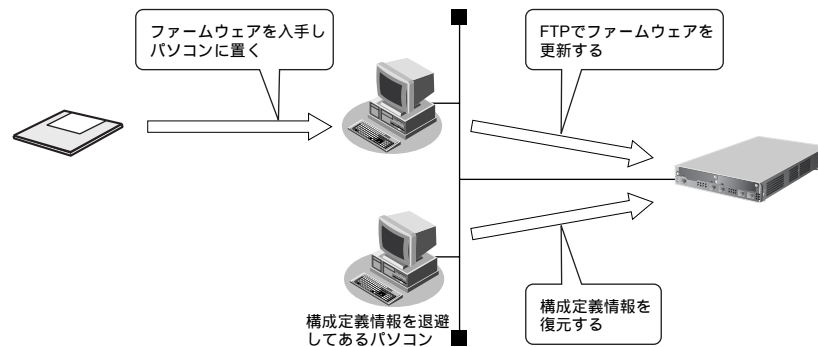 ファームウェアを入手し
パソコンに置く
FTPでファームウェアを
更新する
構成定義情報を退避
してあるパソコン
構成定義情報を
復元する